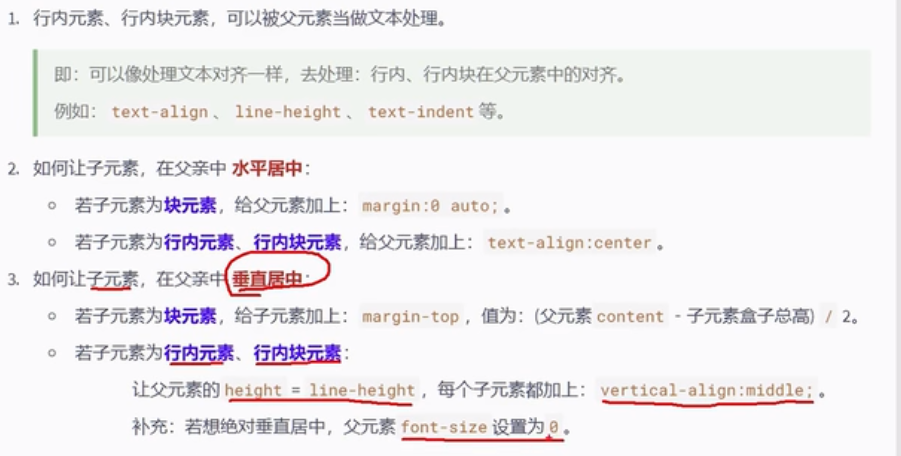 1. 行内元素、行内块元素，可以被父元素当做文本处理。
即：可以像处理文本对齐一样，去处理：行内、行内块在父元素中的对齐。
例如： text-align 、 line-height 、 text-indent 等。
2. 如何让子元素，在父亲中 水平居中：
若子元素为块元素，给父元素加上： margin:0 auto; 。
若子元素为行内元素、行内块元素，给父元素加上： text-align:center 。
3. 如何让子元素，在父亲中 垂直居中：
若子元素为块元素，给子元素加上： margin-top ，值为：(父元素 content - 子元素盒子总高) / 2。
若子元素为行内元素、行内块元素：
让父元素的 height = line-height ，每个子元素都加上： vertical-align:middle; 。
补充：若想绝对垂直居中，父元素 font-size 设置为 0 。